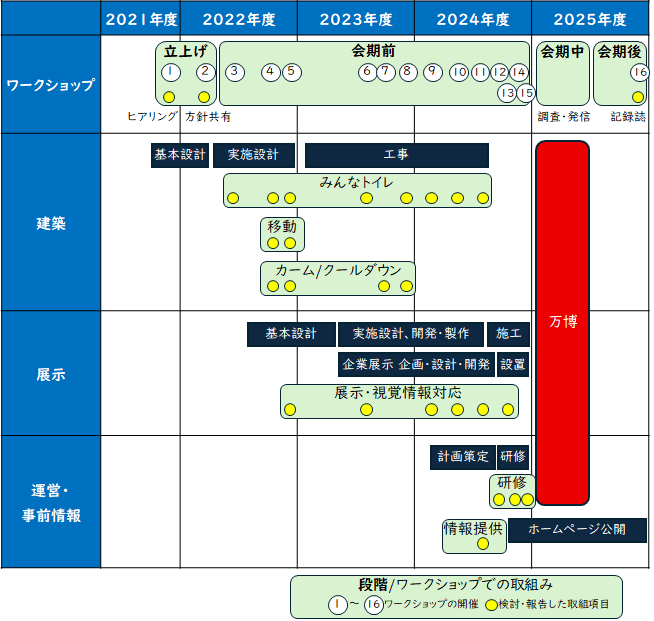 2021年度 2022年度 2023年度 2024年度 2025年度
ワークショップ
立上げ 会期前 会期中 会期後
1 2 3 4 5 6 7 8 9 10 11 12 14 16
13 15
ヒアリング 方針共有 調査・発信 記録誌
建築
基本設計 実施設計 工事
みんなトイレ
移動
カーム/クールダウン
万博
展示
基本設計 実施設計、開発・製作 施工
企業展示 企画・設計・開発 設置
展示・視覚情報対応
運営・
事前情報
計画策定 研修
研修
情報提供 ホームページ公開
段階/ワークショップでの取組み
1 ～ 16 ワークショップの開催 検討・報告した取組項目